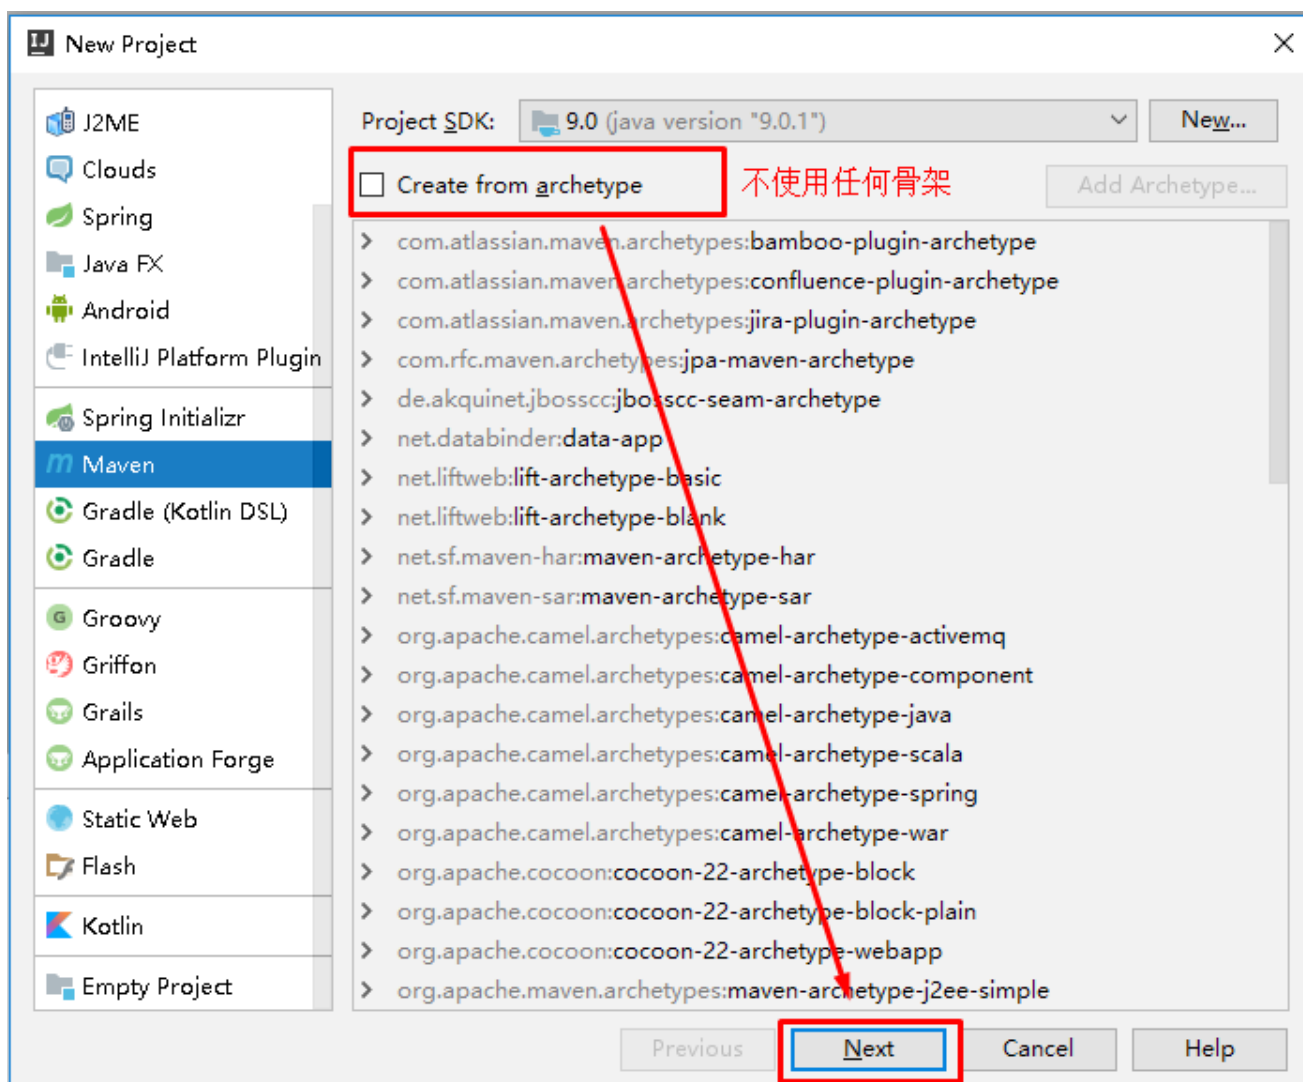 New Project
J2ME
Clouds
Spring
Java FX
Android
IntelliJ Platform Plugin
Spring Initializr
Maven
Gradle (Kotlin DSL)
Gradle
Groovy
Griffon
Grails
Application Forge
Static Web
Flash
Kotlin
Empty Project
Project SDK: 9.0 (java version "9.0.1") New...
Create from archetype 不使用任何骨架 Add Archetype...
com.atlassian.maven.archetypes:bamboo-plugin-archetype
com.atlassian.maven.archetypes:confluence-plugin-archetype
com.atlassian.maven.archetypes:jira-plugin-archetype
com.rfc.maven.archetypes:jpa-maven-archetype
de.akquinet.jbosscc:jbosscc-seam-archetype
net.databinder:data-app
net.liftweb:lift-archetype-basic
net.liftweb:lift-archetype-blank
net.sf.maven-har:maven-archetype-har
net.sf.maven-sar:maven-archetype-sar
org.apache.camel.archetypes:camel-archetype-activemq
org.apache.camel.archetypes:camel-archetype-component
org.apache.camel.archetypes:camel-archetype-java
org.apache.camel.archetypes:camel-archetype-scala
org.apache.camel.archetypes:camel-archetype-spring
org.apache.camel.archetypes:camel-archetype-war
org.apache.cocoon:cocoon-22-archetype-block
org.apache.cocoon:cocoon-22-archetype-block-plain
org.apache.cocoon:cocoon-22-archetype-webapp
org.apache.maven.archetypes:maven-archetype-j2ee-simple
Previous Next Cancel Help